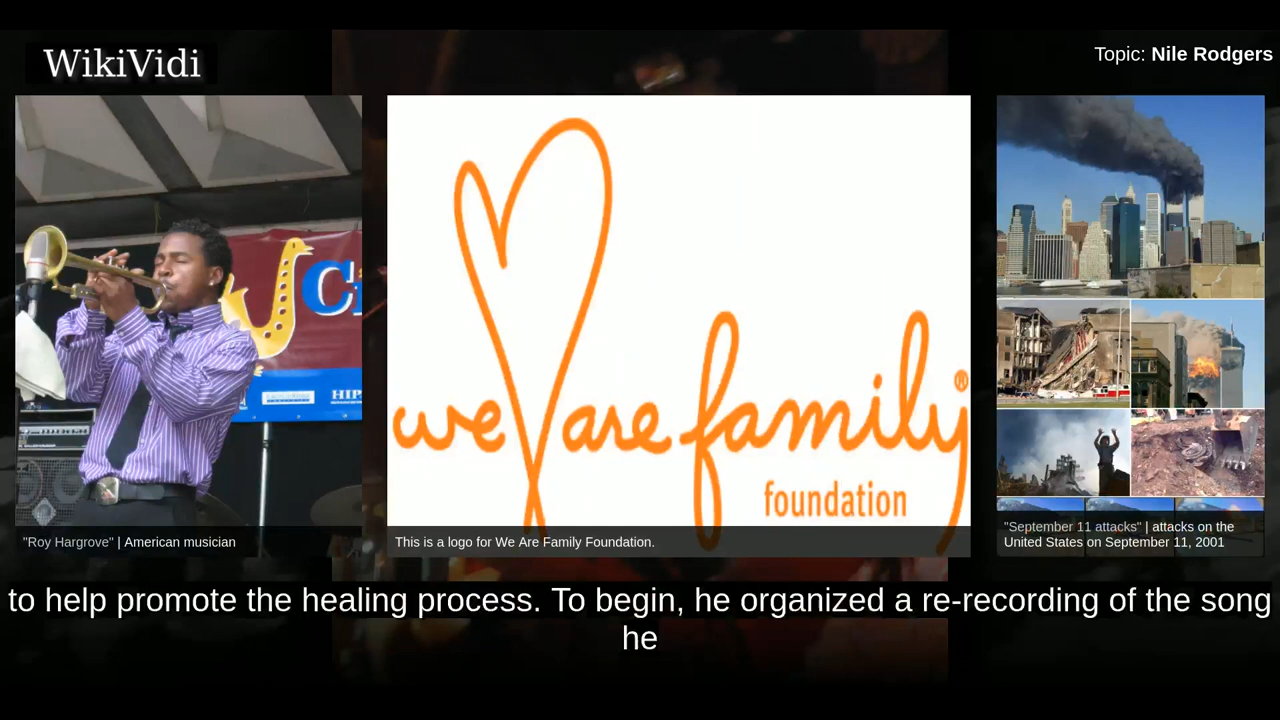 WikiVidi
Topic: Nile Rodgers
we are family®
foundation
"Roy Hargrove" | American musician
This is a logo for We Are Family Foundation.
"September 11 attacks" | attacks on the
United States on September 11, 2001
to help promote the healing process. To begin, he organized a re-recording of the song
he